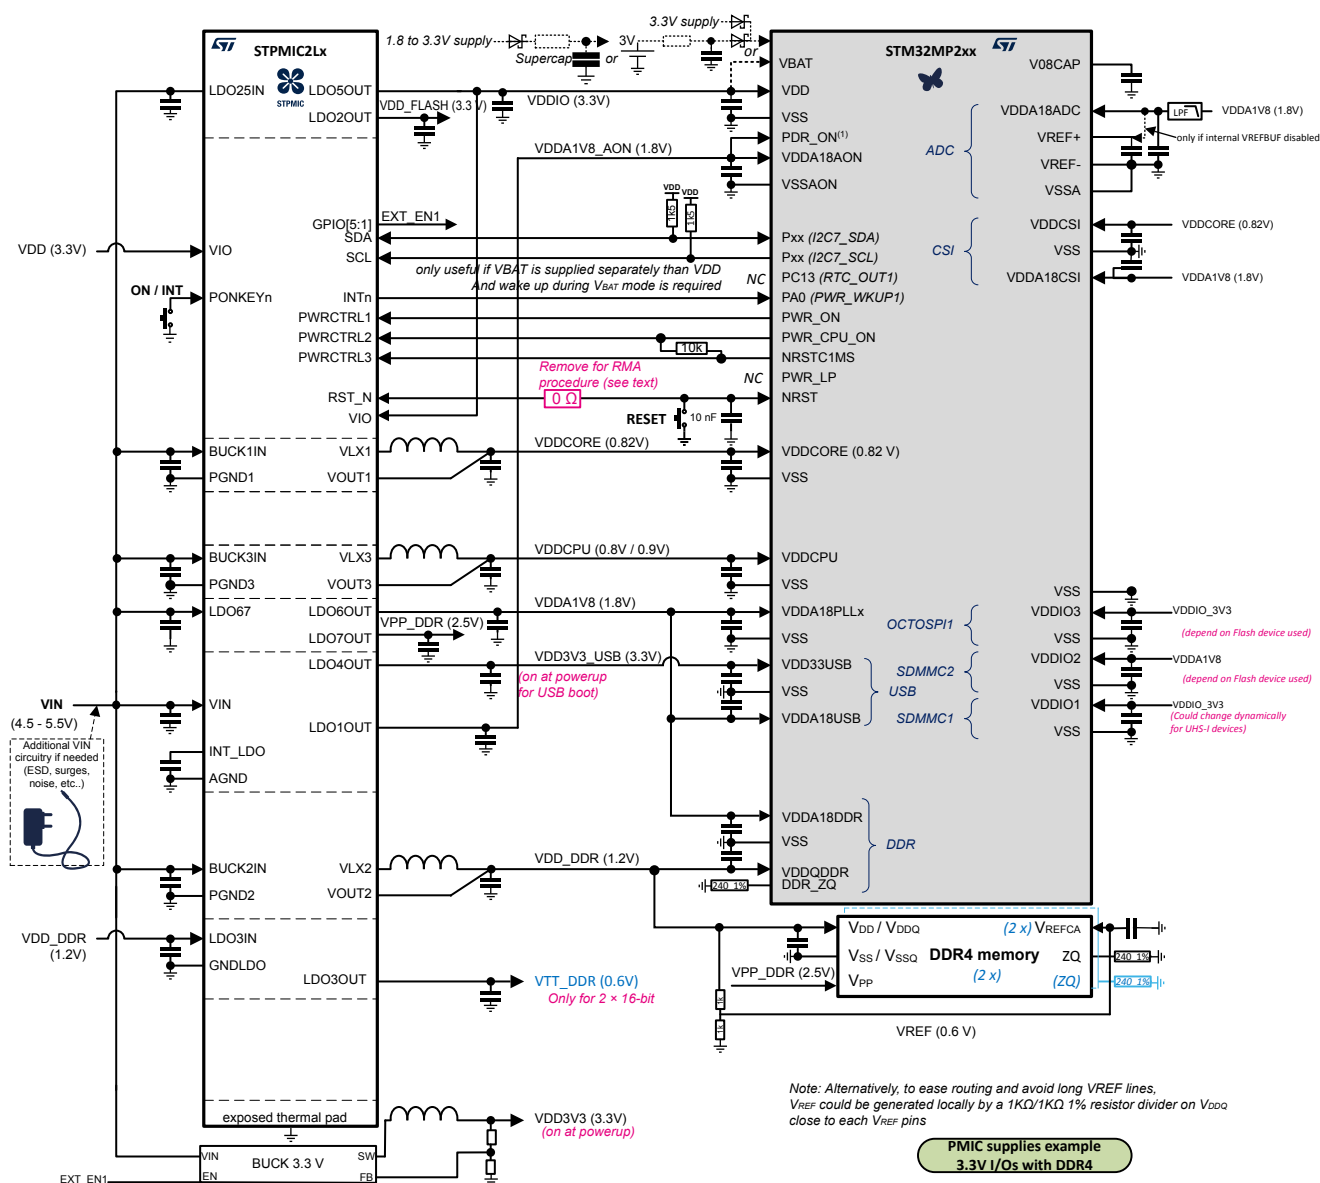 3.3V supply
1.8 to 3.3V supply
3V
Supercap
or
or
STPMIC2Lx
STPMIC
STM32MP2xx
VBAT
V08CAP
LDO25IN
LDO5OUT
VDDIO (3.3V)
VDD
VDD_FLASH (3.3 V)
LDO2OUT
VSS
VDDA18ADC
LPF
VDDA1V8 (1.8V)
PDR_ON(1)
ADC
VREF+
only if internal VREFBUF disabled
VDDA1V8_AON (1.8V)
VDDA18AON
VREF-
VSSAON
VSSA
VDD
VDD
1k5
1k5
GPIO[5:1]
EXT_EN1
SDA
Pxx (I2C7_SDA)
VDDCSI
VDDCORE (0.82V)
VDD (3.3V)
VIO
SCL
Pxx (I2C7_SCL)
CSI
VSS
only useful if VBAT is supplied separately than VDD
And wake up during VBAT mode is required
NC
PC13 (RTC_OUT1)
VDDA18CSI
VDDA1V8 (1.8V)
ON / INT
PONKEYn
INTn
PA0 (PWR_WKUP1)
PWRCTRL1
PWR_ON
PWRCTRL2
PWR_CPU_ON
10k
PWRCTRL3
NRSTC1MS
Remove for RMA
procedure (see text)
NC
PWR_LP
RST_N
0 Ω
NRST
VIO
RESET
10 nF
BUCK1IN
VLX1
VDDCORE (0.82V)
VDDCORE (0.82 V)
PGND1
VOUT1
VSS
BUCK3IN
VLX3
VDDCPU (0.8V / 0.9V)
VDDCPU
PGND3
VOUT3
VSS
VSS
LDO67
LDO6OUT
VDDA1V8 (1.8V)
VDDA18PLLx
VDDIO3
VDDIO_3V3
OCTOSPI1
(depend on Flash device used)
LDO7OUT
VPP_DDR (2.5V)
VSS
VSS
LDO4OUT
VDD3V3_USB (3.3V)
VDD33USB
VDDIO2
VDDA1V8
SDMMC2
(on at powerup
for USB boot)
(depend on Flash device used)
VSS
USB
VSS
VIN
(4.5 - 5.5V)
VIN
VDDIO1
VDDIO_3V3
SDMMC1
(Could change dynamically
for UHS-I devices)
LDO1OUT
VDDA18USB
VSS
Additional VIN
circuitry if needed
(ESD, surges,
noise, etc..)
INT_LDO
AGND
VDDA18DDR
VSS
DDR
BUCK2IN
VLX2
VDD_DDR (1.2V)
VDDQDDR
240 1%
DDR_ZQ
PGND2
VOUT2
VDD / VDDQ
(2 x) VREFCA
VDD_DDR
(1.2V)
LDO3IN
GNDLDO
VSS / VSSQ
DDR4 memory
ZQ
240 1%
VPP_DDR (2.5V)
VPP
(2 x)
(ZQ)
240 1%
LDO3OUT
VTT_DDR (0.6V)
Only for 2 × 16-bit
1k
1k
VREF (0.6 V)
Note: Alternatively, to ease routing and avoid long VREF lines,
VREF could be generated locally by a 1KΩ/1KΩ 1% resistor divider on VDDQ
close to each VREF pins
exposed thermal pad
VDD3V3 (3.3V)
(on at powerup)
VIN
SW
BUCK 3.3 V
EN
FB
EXT_EN1
PMIC supplies example
3.3V I/Os with DDR4